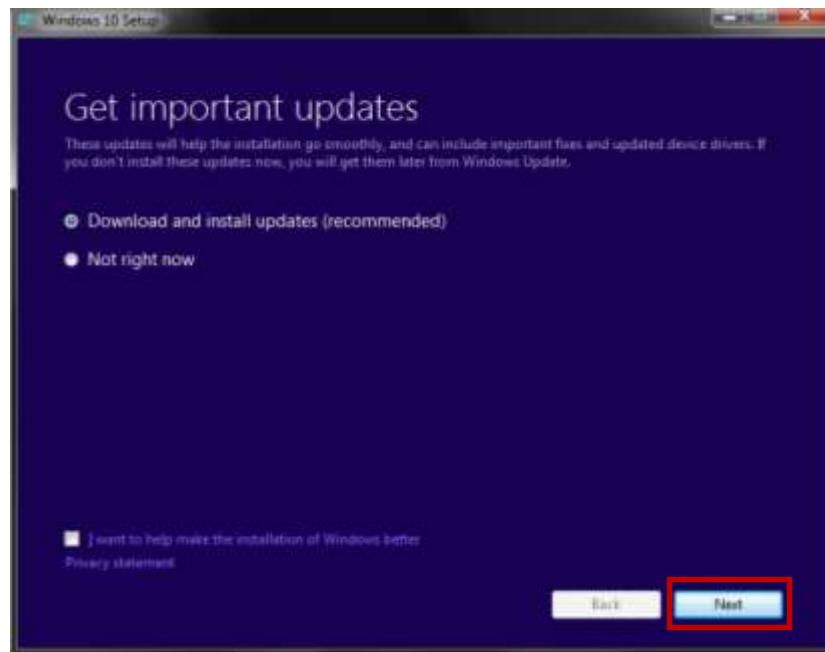 Windows 10 Setup
Get important updates
These updates will help the installation go smoothly, and can include important fixes and updated device drivers. If
you don't install these updates now, you will get them later from Windows Update.
Download and install updates (recommended)
Not right now
I want to help make the installation of Windows better
Privacy statement
Back
Next